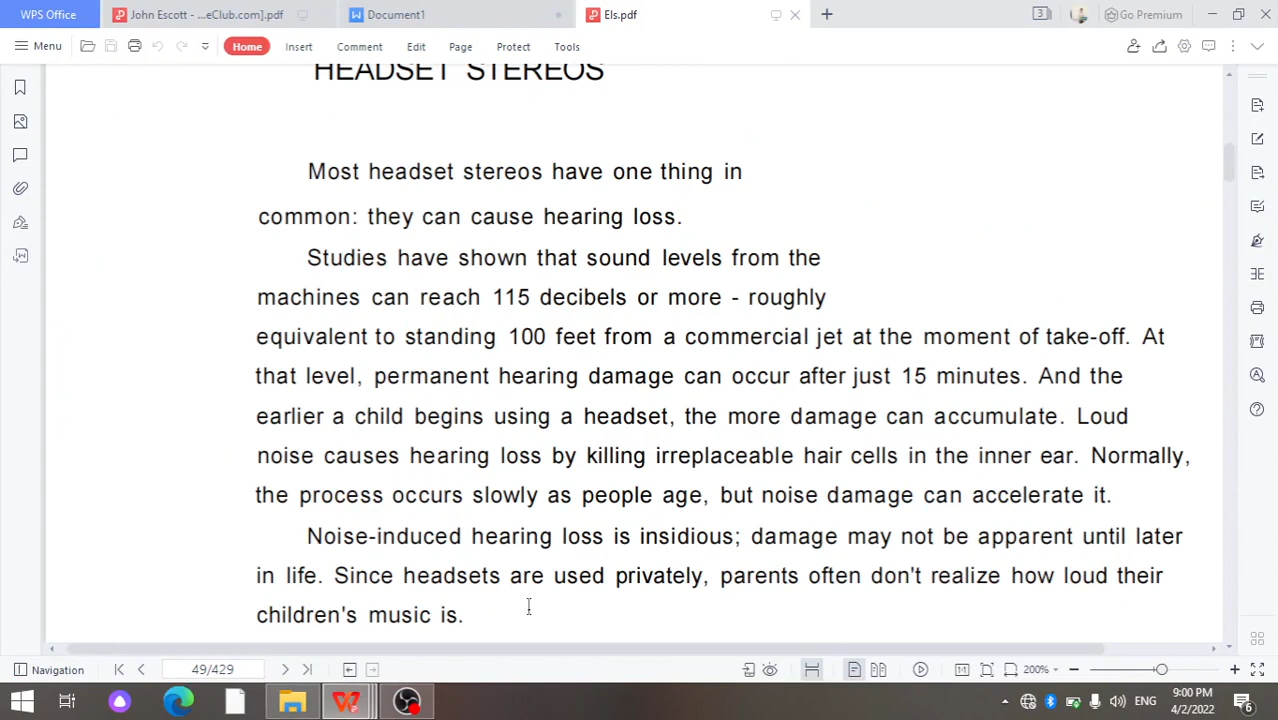 WPS Office
John Escott - ...eClub.com].pdf
Document1
Els.pdf
3
Go Premium
Menu
Home
Insert
Comment
Edit
Page
Protect
Tools
HEADSET STEREOS
Most headset stereos have one thing in
common: they can cause hearing loss.
Studies have shown that sound levels from the
machines can reach 115 decibels or more - roughly
equivalent to standing 100 feet from a commercial jet at the moment of take-off. At
that level, permanent hearing damage can occur after just 15 minutes. And the
earlier a child begins using a headset, the more damage can accumulate. Loud
noise causes hearing loss by killing irreplaceable hair cells in the inner ear. Normally,
the process occurs slowly as people age, but noise damage can accelerate it.
Noise-induced hearing loss is insidious; damage may not be apparent until later
in life. Since headsets are used privately, parents often don't realize how loud their
children's music is.
Navigation
49/429
200%
ENG
9:00 PM
4/2/2022
6